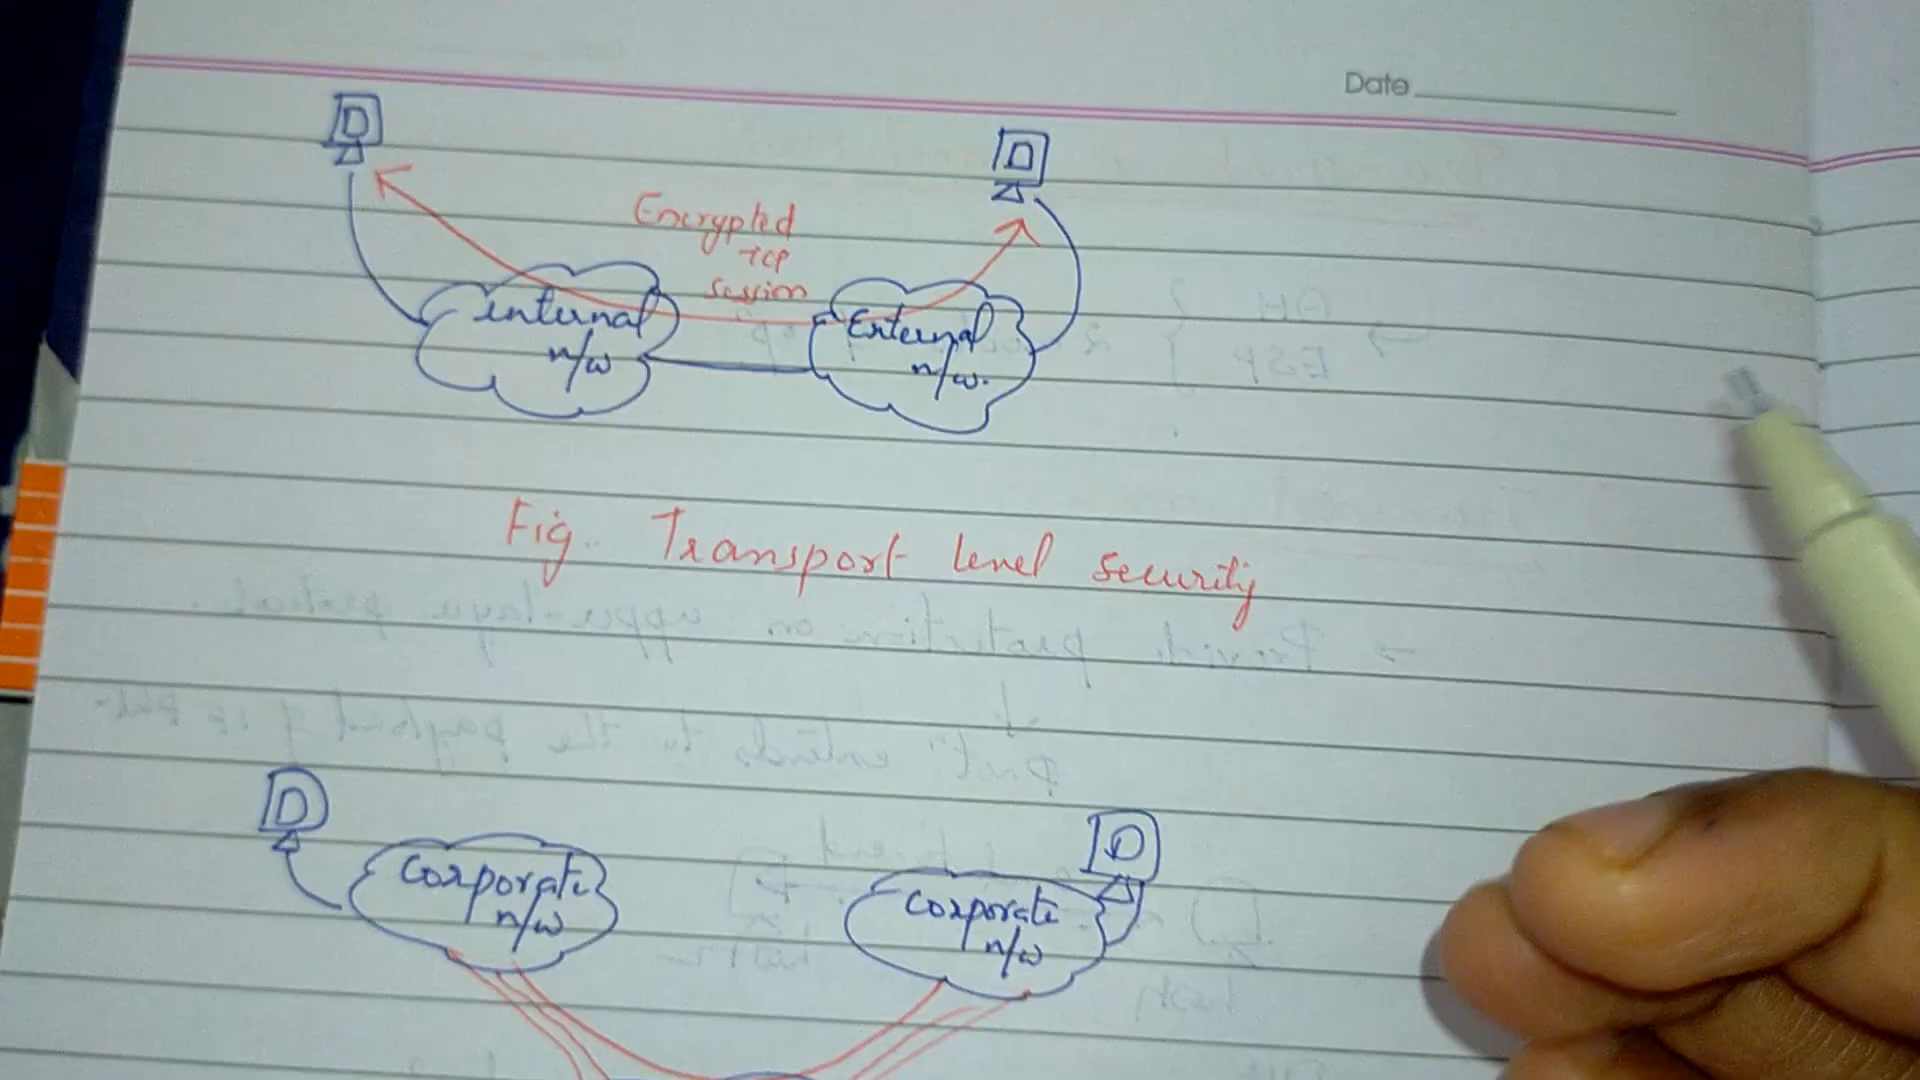 Date
D
D
Encrypted
TCP
session
internal
n/w
External
n/w.
Fig. Transport level security
D
D
Corporate
n/w
Corporate
n/w